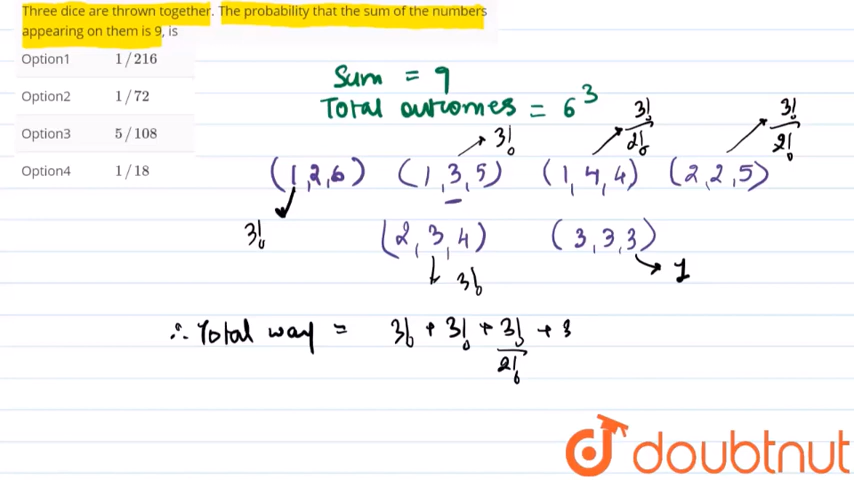 Three dice are thrown together. The probability that the sum of the numbers
appearing on them is 9, is
Option1 1/216
Option2 1/72
Option3 5/108
Option4 1/18
Sum = 9
Total outcomes = 6³
3!
3!/2!
3!/2!
(1,2,6) (1,3,5) (1,4,4) (2,2,5)
3!
(2,3,4) (3,3,3)
3!
1
∴ Total way = 3! + 3! + 3!/2! + 3
doubtnut